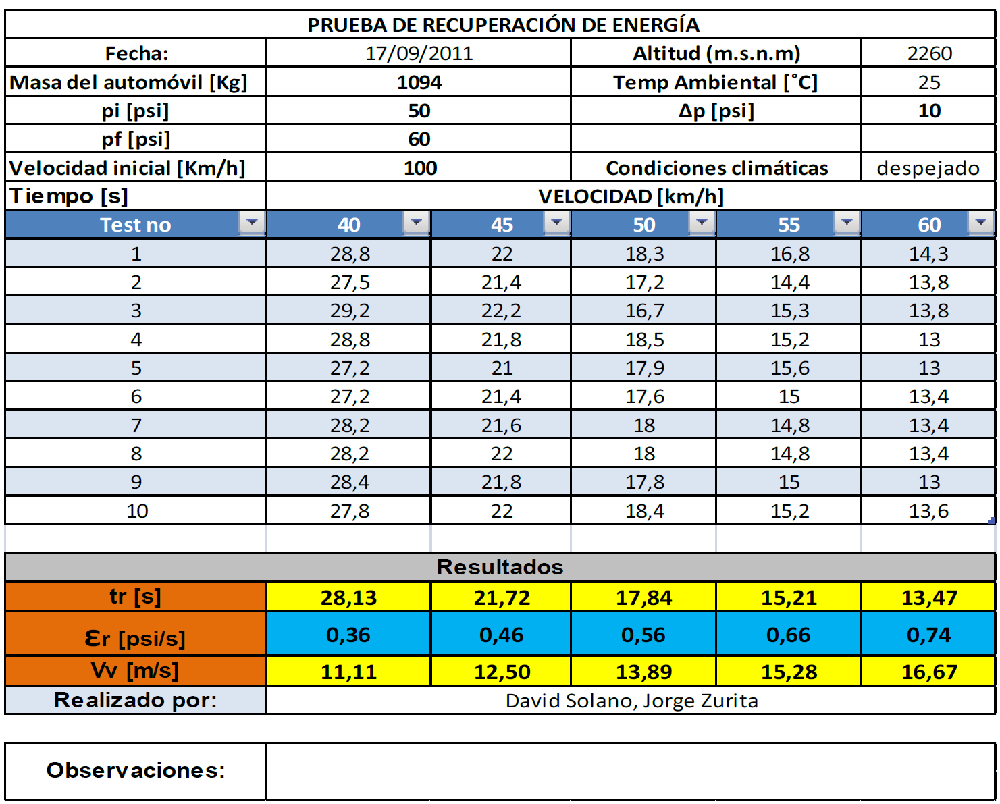 PRUEBA DE RECUPERACIÓN DE ENERGÍA
Fecha: 17/09/2011 Altitud (m.s.n.m) 2260
Masa del automóvil [Kg] 1094 Temp Ambiental [˚C] 25
pi [psi] 50 Δp [psi] 10
pf [psi] 60
Velocidad inicial [Km/h] 100 Condiciones climáticas despejado
Tiempo [s] VELOCIDAD [km/h]
Test no 40 45 50 55 60
1 28,8 22 18,3 16,8 14,3
2 27,5 21,4 17,2 14,4 13,8
3 29,2 22,2 16,7 15,3 13,8
4 28,8 21,8 18,5 15,2 13
5 27,2 21 17,9 15,6 13
6 27,2 21,4 17,6 15 13,4
7 28,2 21,6 18 14,8 13,4
8 28,2 22 18 14,8 13,4
9 28,4 21,8 17,8 15 13
10 27,8 22 18,4 15,2 13,6
Resultados
tr [s] 28,13 21,72 17,84 15,21 13,47
εr [psi/s] 0,36 0,46 0,56 0,66 0,74
Vv [m/s] 11,11 12,50 13,89 15,28 16,67
Realizado por: David Solano, Jorge Zurita
Observaciones: